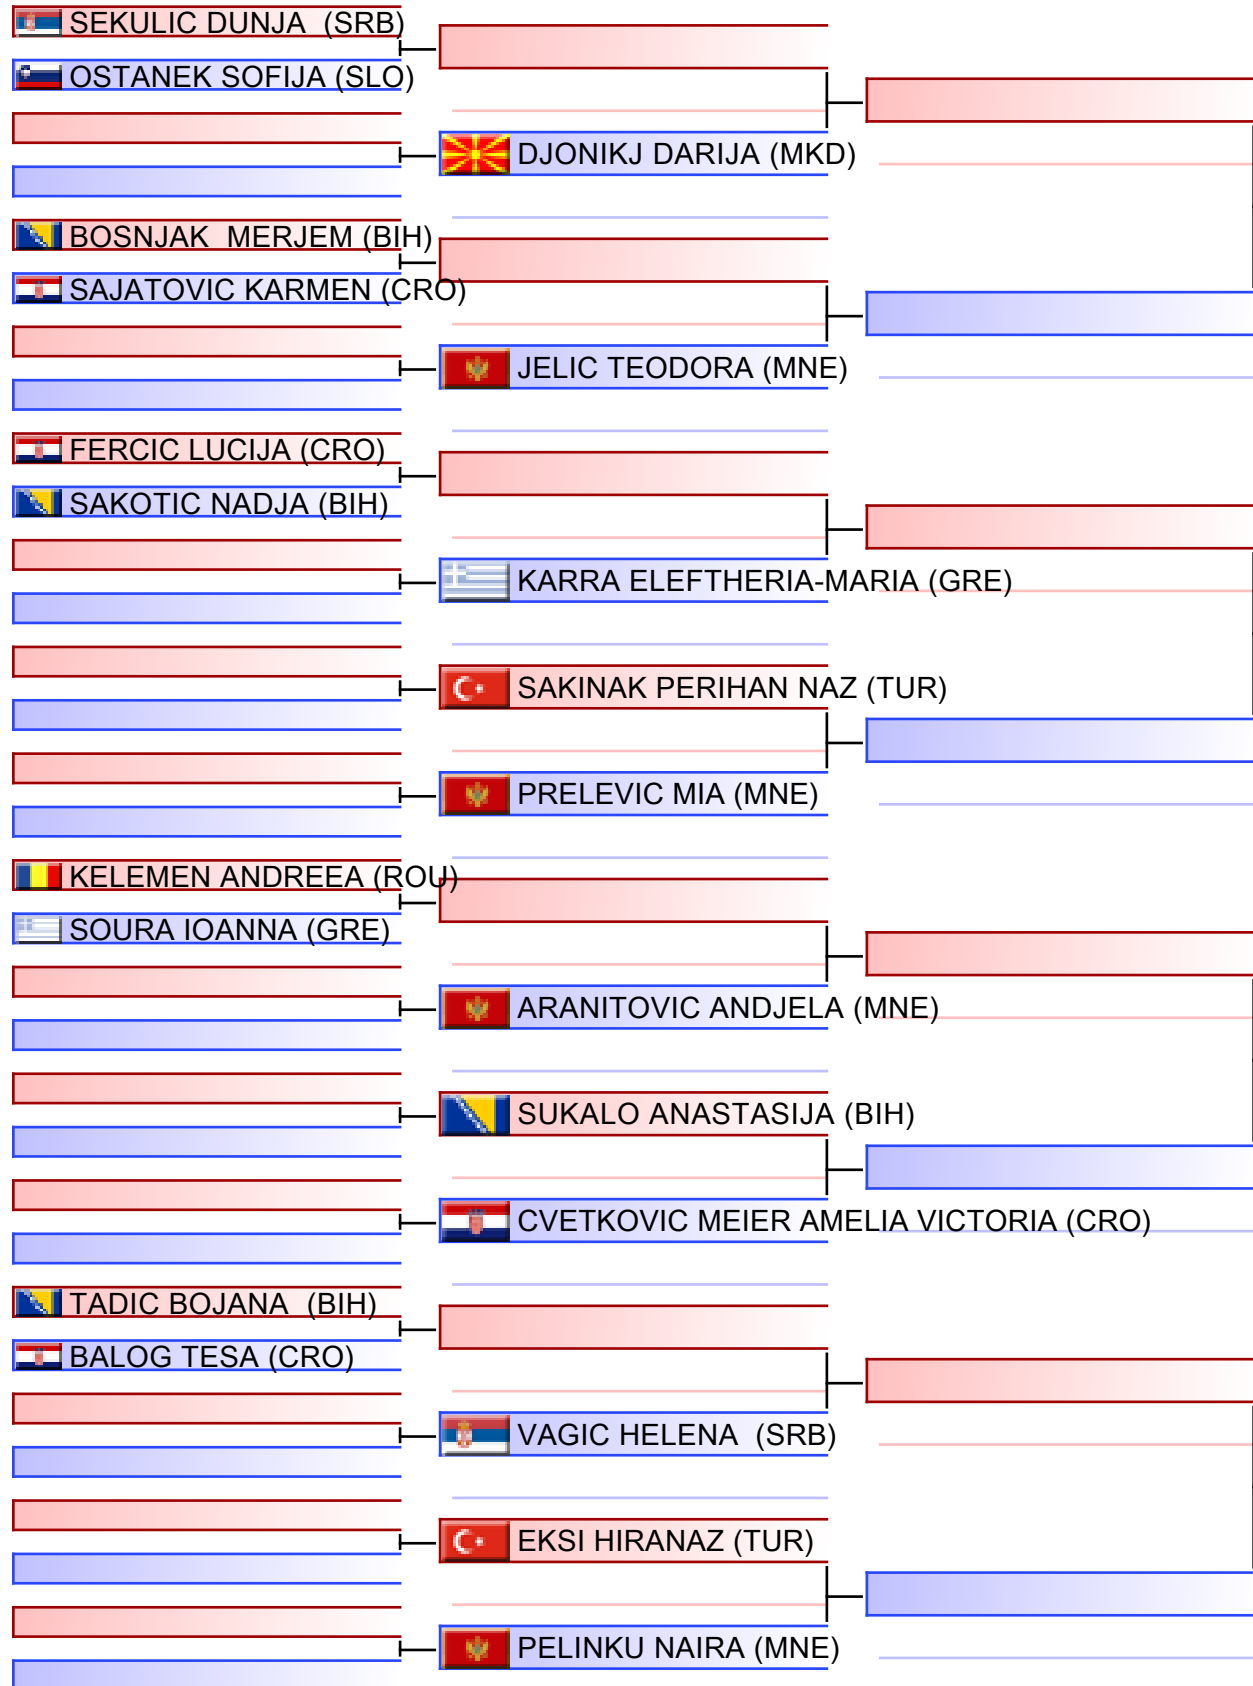 SEKULIC DUNJA  (SRB)
OSTANEK SOFIJA (SLO)
DJONIKJ DARIJA (MKD)
BOSNJAK  MERJEM (BIH)
SAJATOVIC KARMEN (CRO)
JELIC TEODORA (MNE)
FERCIC LUCIJA (CRO)
SAKOTIC NADJA (BIH)
KARRA ELEFTHERIA-MARIA (GRE)
SAKINAK PERIHAN NAZ (TUR)
PRELEVIC MIA (MNE)
KELEMEN ANDREEA (ROU)
SOURA IOANNA (GRE)
ARANITOVIC ANDJELA (MNE)
SUKALO ANASTASIJA (BIH)
CVETKOVIC MEIER AMELIA VICTORIA (CRO)
TADIC BOJANA  (BIH)
BALOG TESA (CRO)
VAGIC HELENA  (SRB)
EKSI HIRANAZ (TUR)
PELINKU NAIRA (MNE)